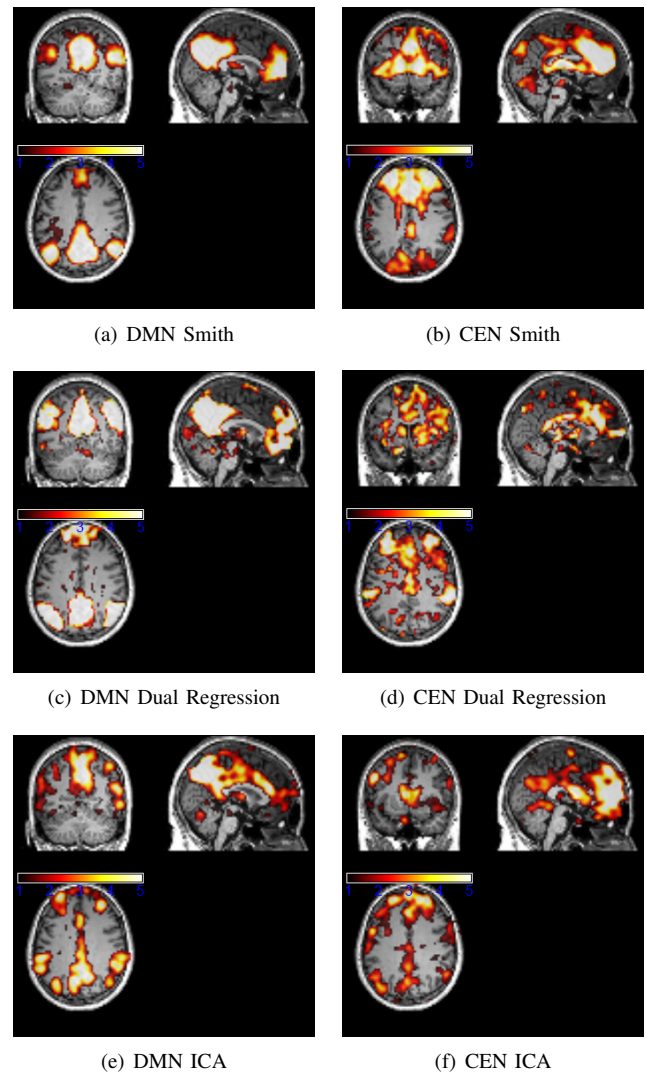 1 2 3 4 5
1 2 3 4 5
(a) DMN Smith
(b) CEN Smith
1 2 3 4 5
1 2 3 4 5
(c) DMN Dual Regression
(d) CEN Dual Regression
1 2 3 4 5
1 2 3 4 5
(e) DMN ICA
(f) CEN ICA